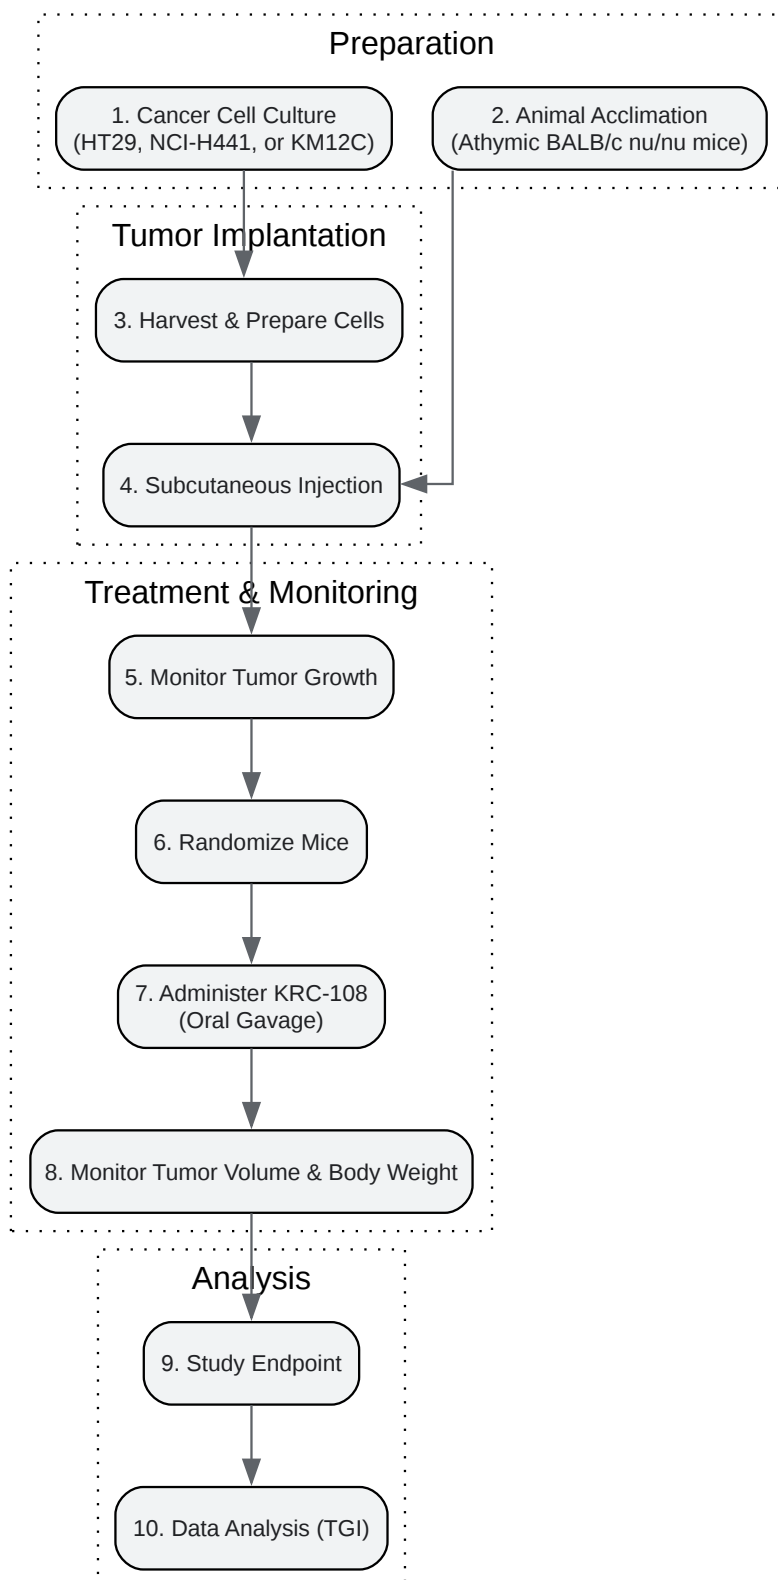 Preparation
1. Cancer Cell Culture
(HT29, NCI-H441, or KM12C)
2. Animal Acclimation
(Athymic BALB/c nu/nu mice)
Tumor Implantation
3. Harvest & Prepare Cells
4. Subcutaneous Injection
Treatment & Monitoring
5. Monitor Tumor Growth
6. Randomize Mice
7. Administer KRC-108
(Oral Gavage)
8. Monitor Tumor Volume & Body Weight
Analysis
9. Study Endpoint
10. Data Analysis (TGI)